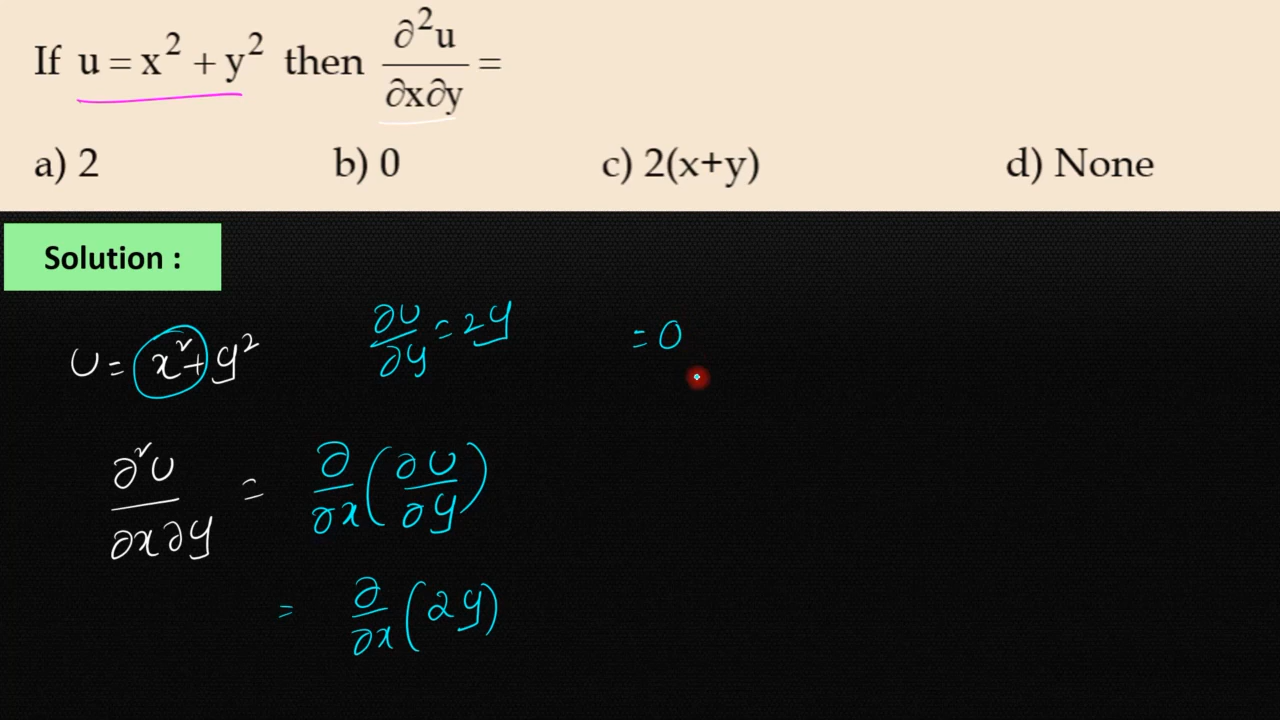 If u = x² + y² then ∂²u/∂x∂y =
a) 2 b) 0 c) 2(x+y) d) None
Solution :
U = x² + y² ∂U/∂y = 2y = 0
∂²U/∂x∂y = ∂/∂x (∂U/∂y)
= ∂/∂x (2y)